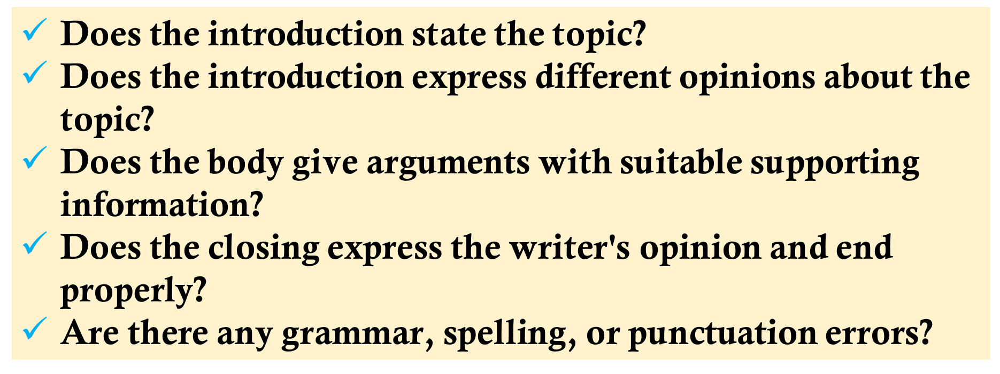 ✓ Does the introduction state the topic?
✓ Does the introduction express different opinions about the
topic?
✓ Does the body give arguments with suitable supporting
information?
✓ Does the closing express the writer's opinion and end
properly?
✓ Are there any grammar, spelling, or punctuation errors?